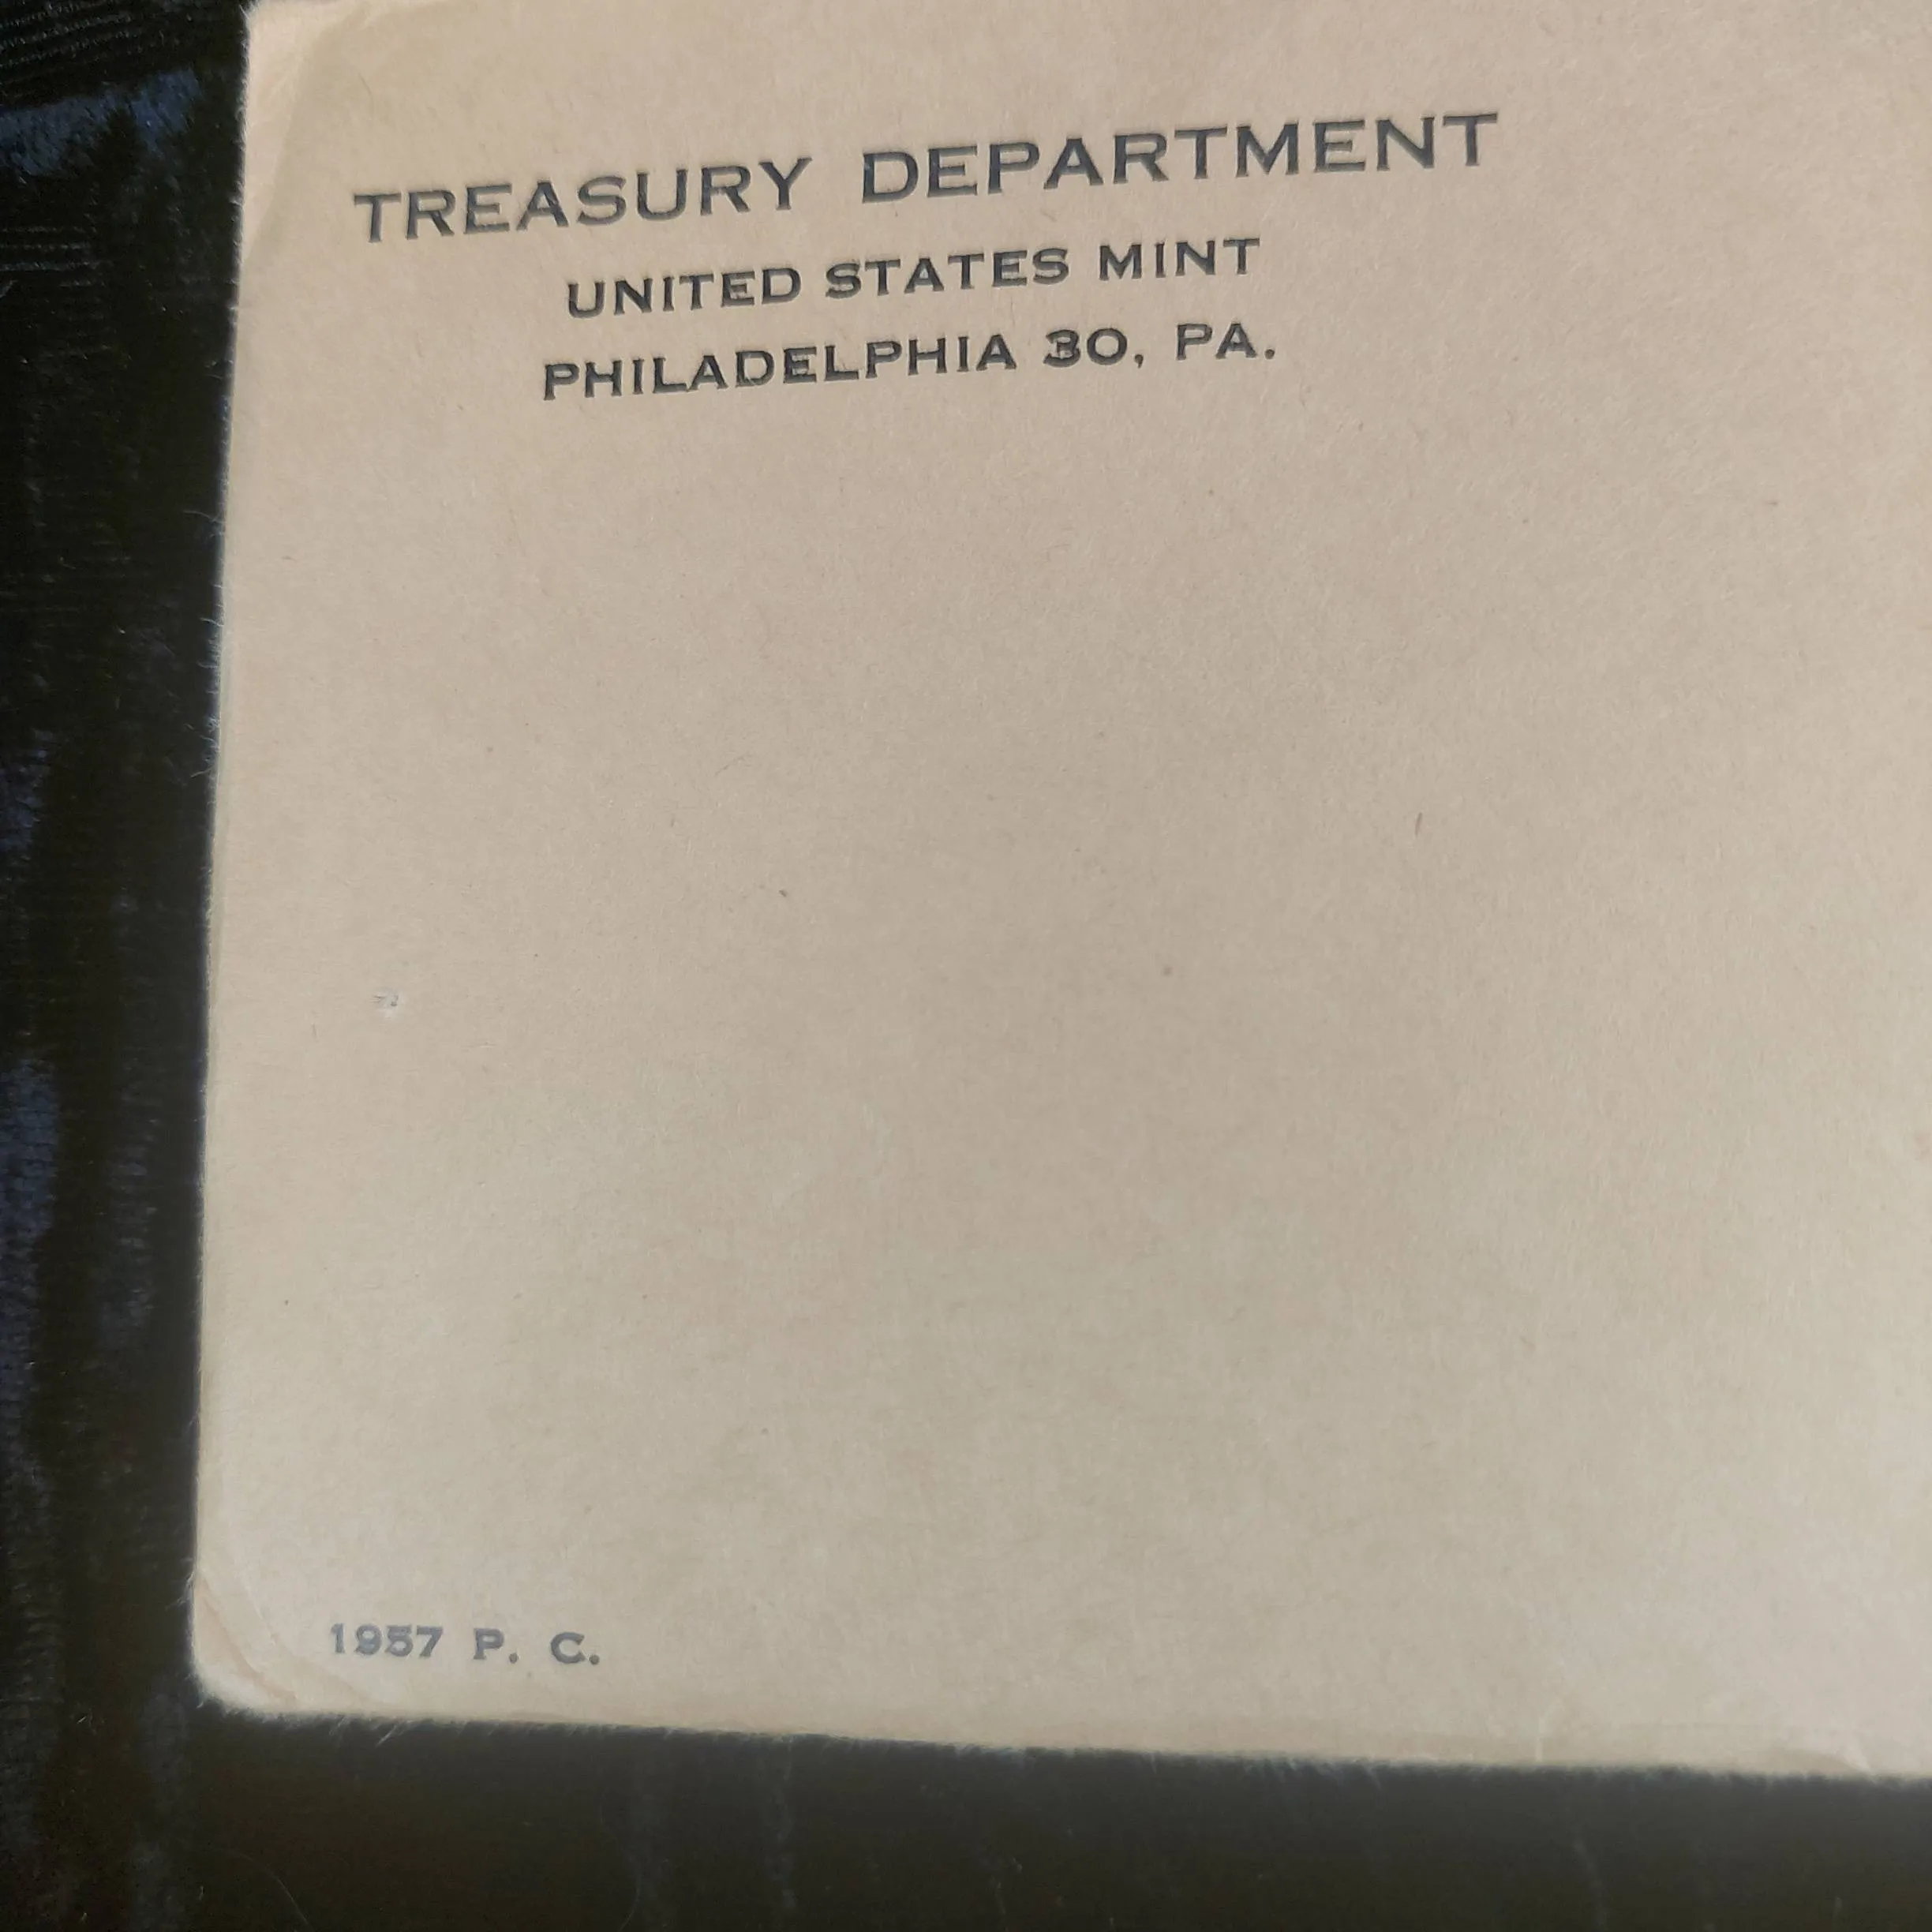 TREASURY DEPARTMENT
UNITED STATES MINT
PHILADELPHIA 30, PA.
1957 P. C.